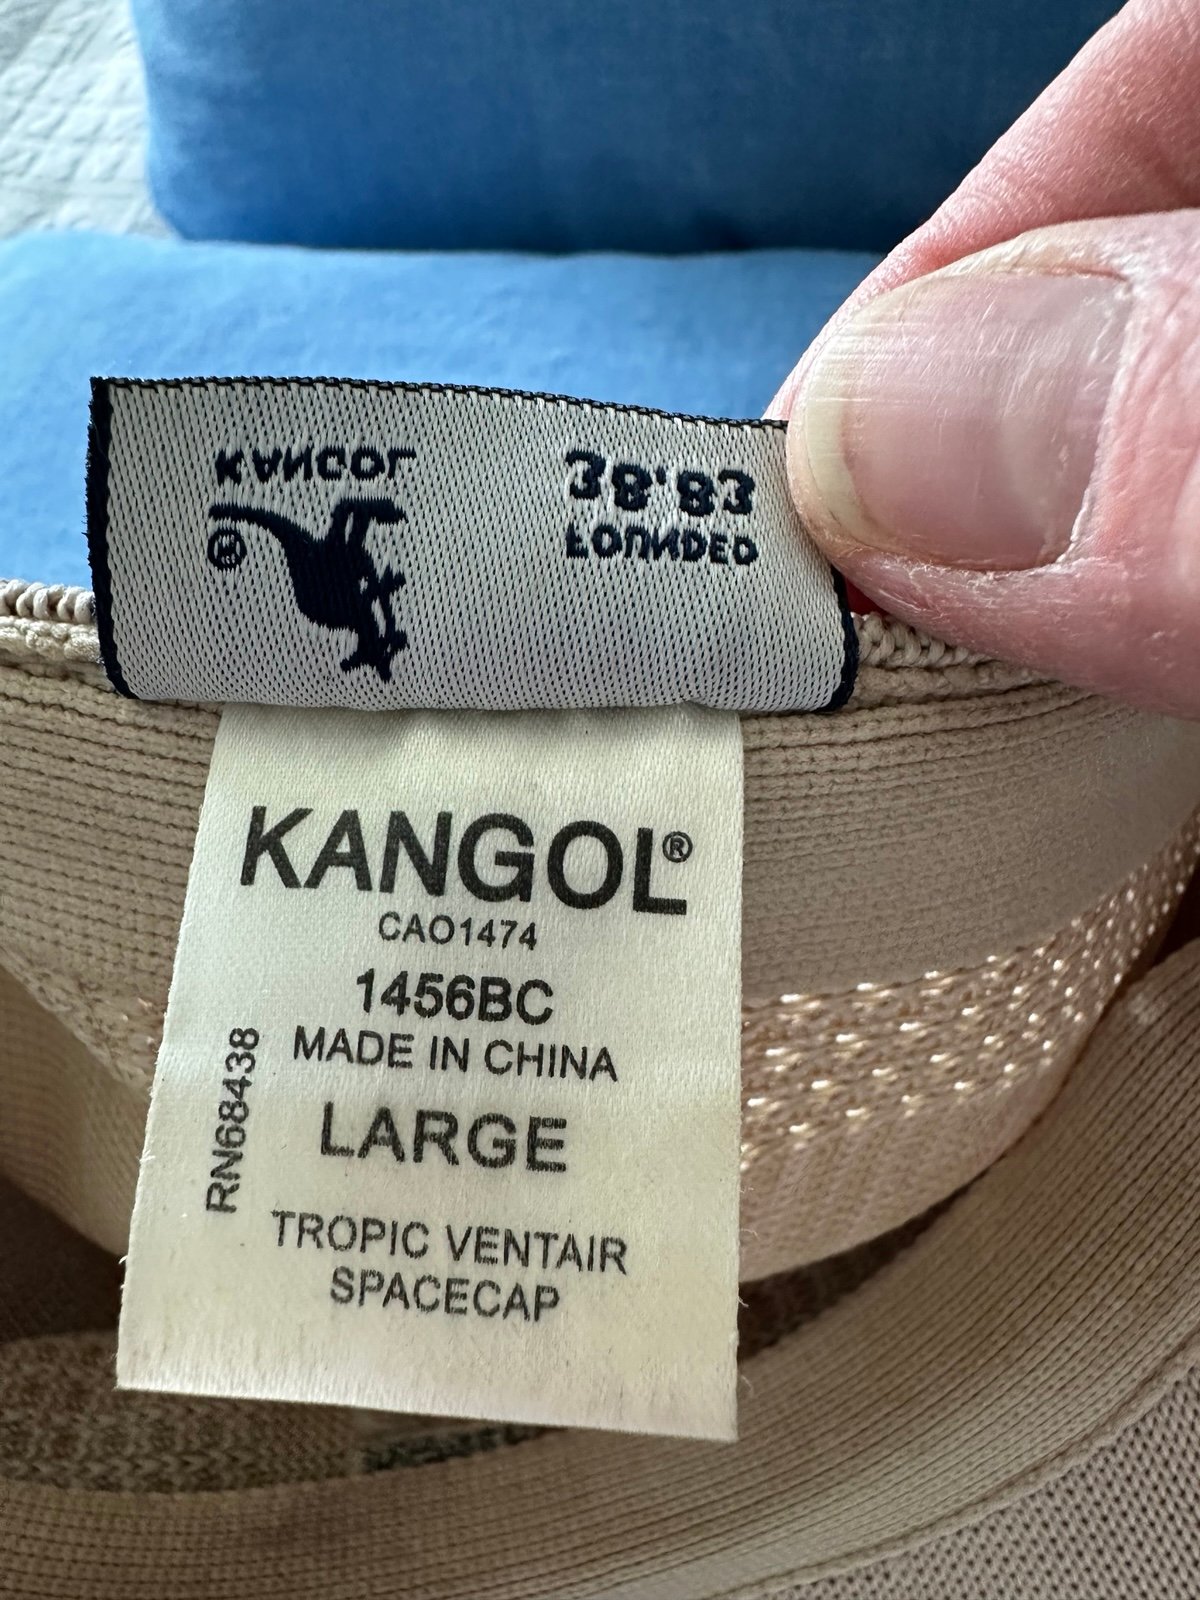 FOUNDED
38.83
®
KANGOL
KANGOL®
CAO1474
1456BC
MADE IN CHINA
LARGE
RN68438
TROPIC VENTAIR
SPACECAP